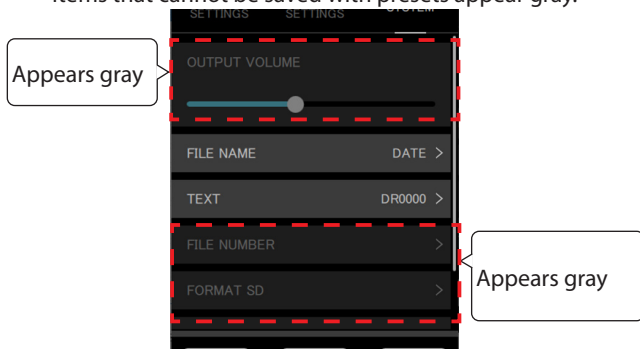 Items that cannot be saved with presets appear gray.
SETTINGS SETTINGS SYSTEM
Appears gray
OUTPUT VOLUME
FILE NAME DATE >
TEXT DR0000 >
FILE NUMBER >
FORMAT SD >
Appears gray